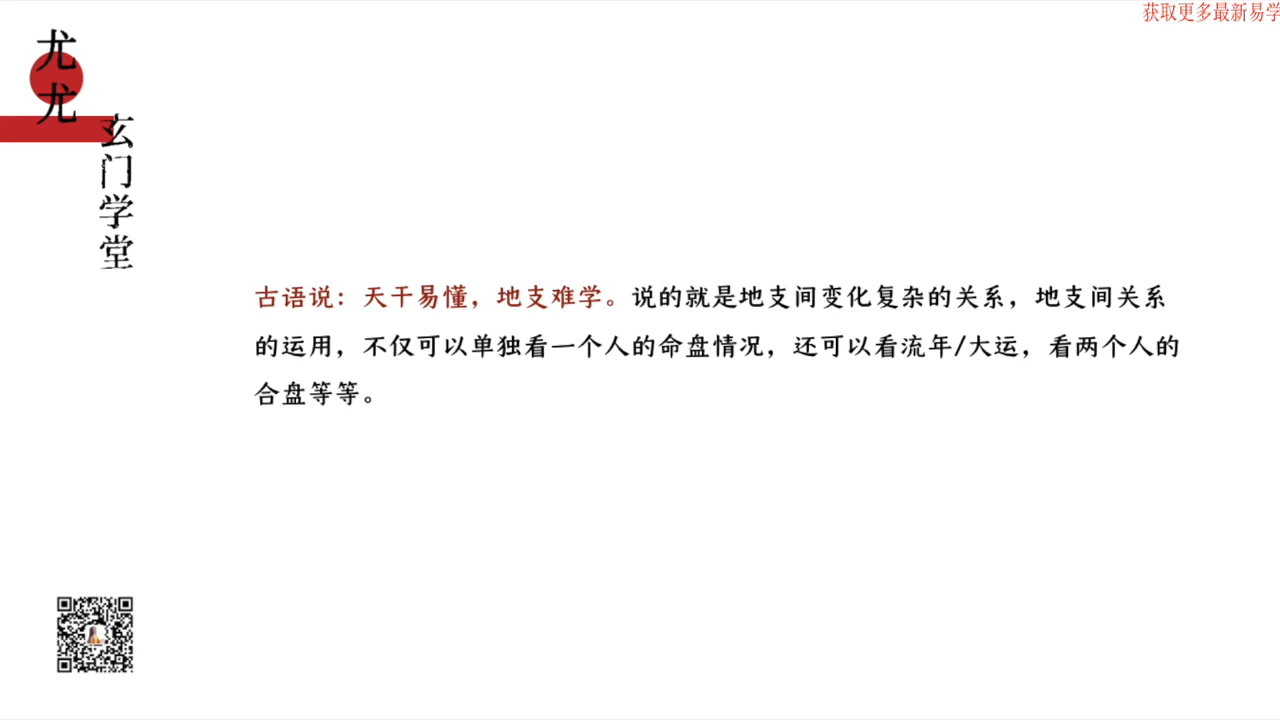 获取更多最新易学
尤尤
玄门学堂
古语说：天干易懂，地支难学。说的就是地支间变化复杂的关系，地支间关系
的运用，不仅可以单独看一个人的命盘情况，还可以看流年/大运，看两个人的
合盘等等。